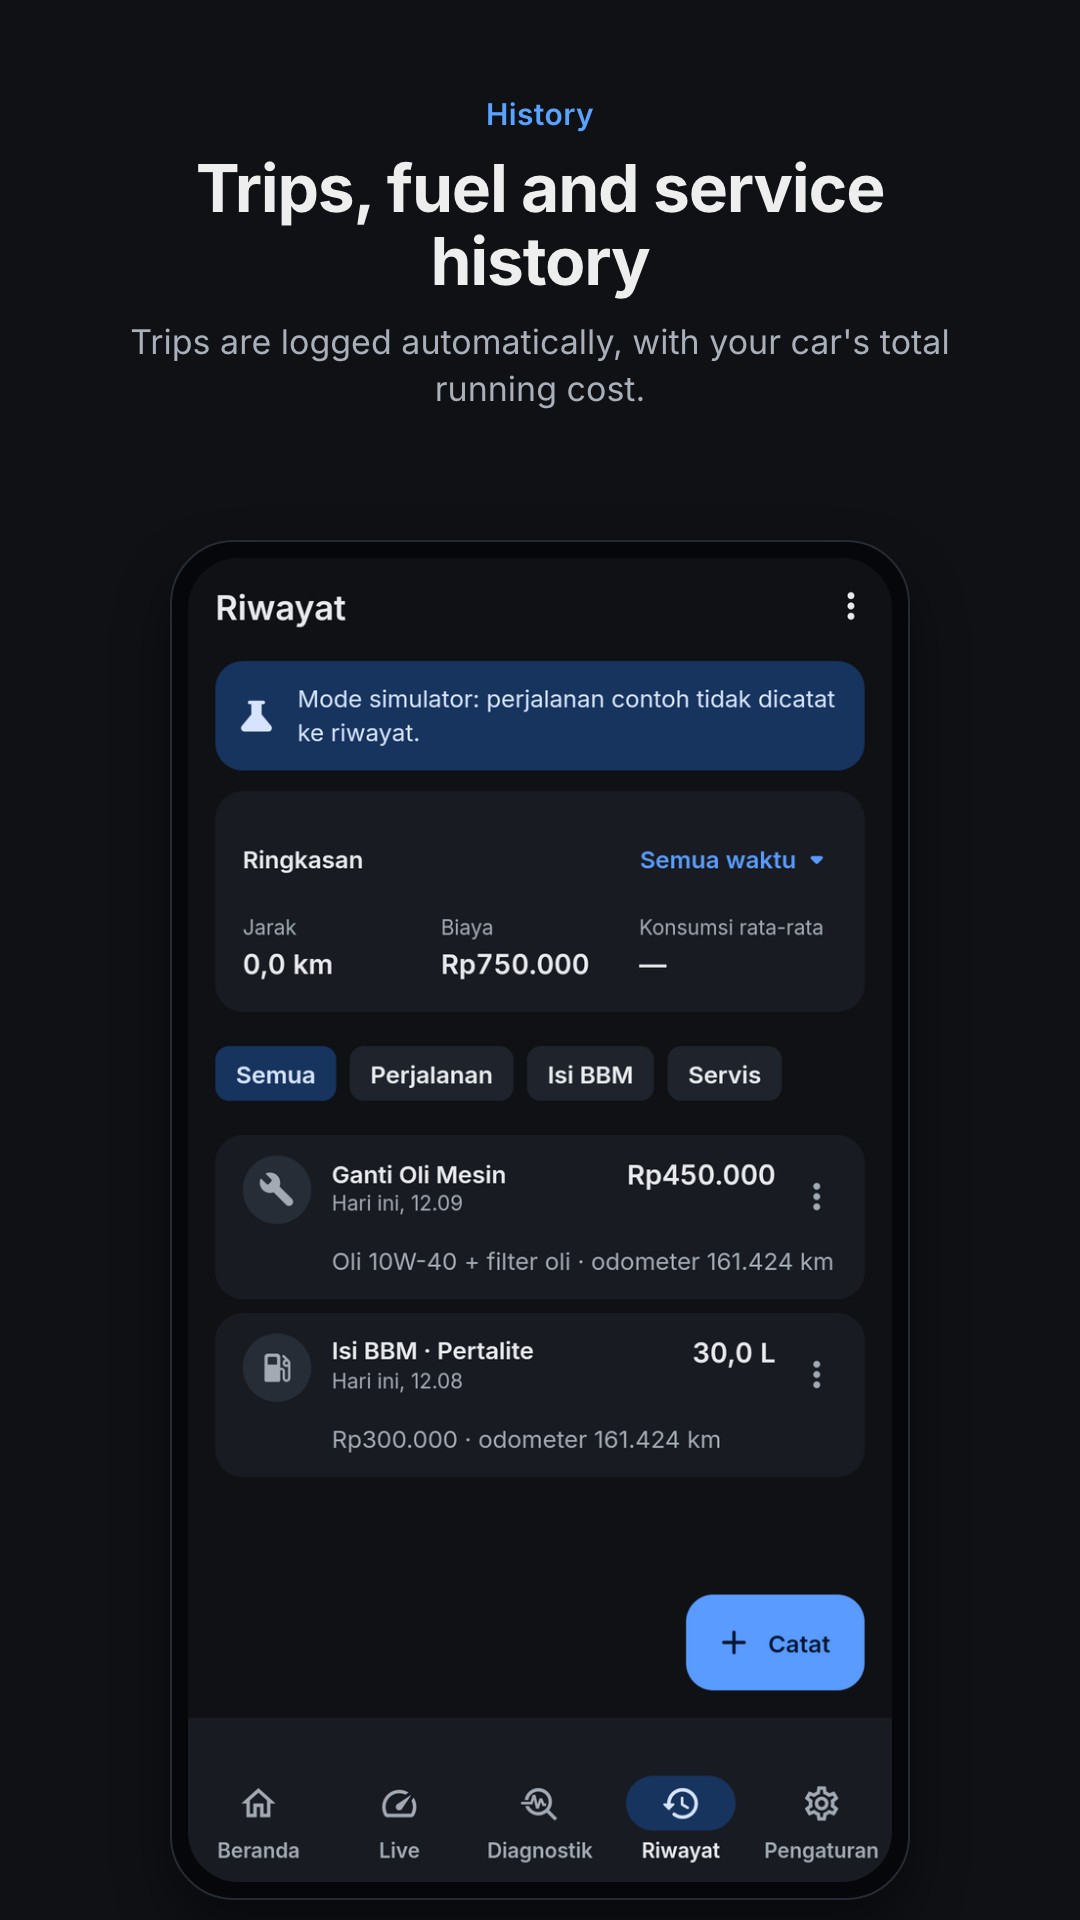 History
Trips, fuel and service
history
Trips are logged automatically, with your car's total
running cost.
Riwayat
Mode simulator: perjalanan contoh tidak dicatat
ke riwayat.
Ringkasan
Semua waktu
Jarak
Biaya
Konsumsi rata-rata
0,0 km
Rp750.000
—
Semua
Perjalanan
Isi BBM
Servis
Ganti Oli Mesin
Rp450.000
Hari ini, 12.09
Oli 10W-40 + filter oli · odometer 161.424 km
Isi BBM · Pertalite
30,0 L
Hari ini, 12.08
Rp300.000 · odometer 161.424 km
+ Catat
Beranda
Live
Diagnostik
Riwayat
Pengaturan